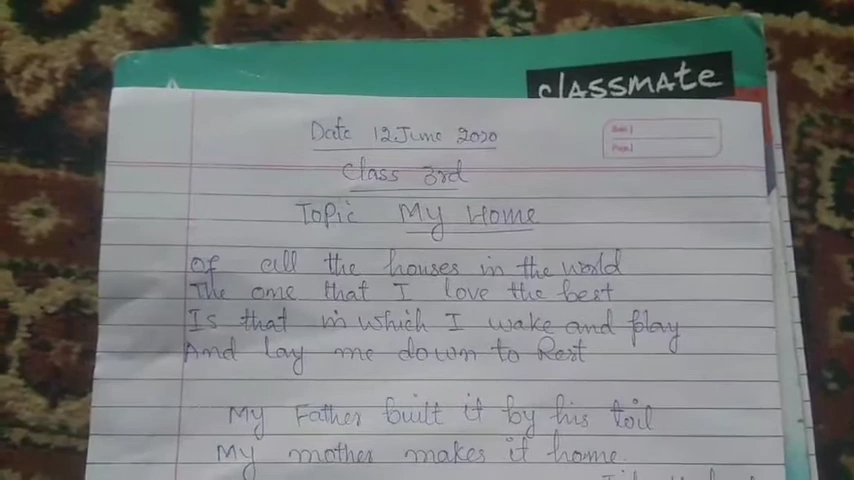 classmate
Date 12 June 2020
Class 3rd
Topic My Home
Of all the houses in the world
The one that I love the best
Is that in which I wake and play
And lay me down to Rest
My Father built it by his toil
My mother makes it home